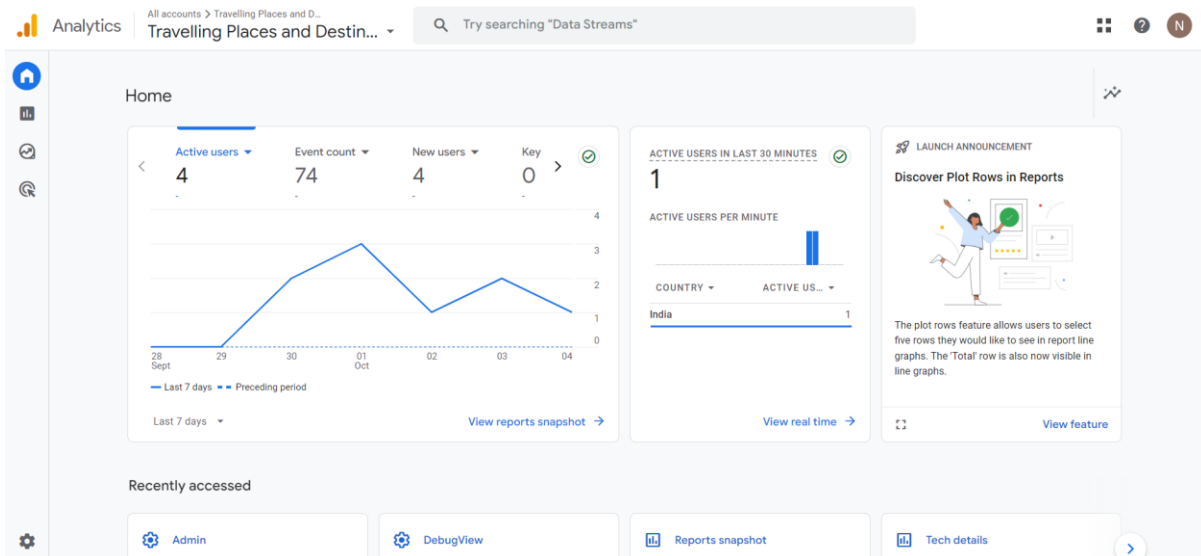 Analytics
All accounts > Travelling Places and D...
Travelling Places and Destin...
Try searching "Data Streams"
N
Home
Active users
4
-
Event count
74
-
New users
4
-
Key
0
-
4
3
2
1
0
28
Sept
29
30
01
Oct
02
03
04
Last 7 days
Preceding period
Last 7 days
View reports snapshot
ACTIVE USERS IN LAST 30 MINUTES
1
ACTIVE USERS PER MINUTE
COUNTRY
ACTIVE US...
India
1
View real time
LAUNCH ANNOUNCEMENT
Discover Plot Rows in Reports
The plot rows feature allows users to select
five rows they would like to see in report line
graphs. The 'Total' row is also now visible in
line graphs.
View feature
Recently accessed
Admin
DebugView
Reports snapshot
Tech details